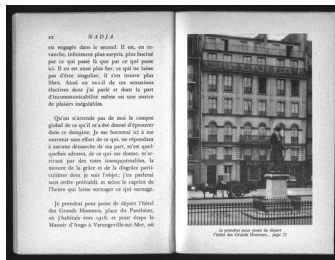 22 NADJA
est engagée dans le second. Il est, en re-
vanche, infiniment plus surpris, plus fasciné
par ce qui passe là que par ce qui passe
ici. Il en est aussi plus fier, ce qui ne laisse
pas d'être singulier, il s'en trouve plus
libre. Ainsi en va-t-il de ces sensations
électives dont j'ai parlé et dont la part
d'incommunicabilité même est une source
de plaisirs inégalables.
Qu'on n'attende pas de moi le compte
global de ce qu'il m'a été donné d'éprouver
dans ce domaine. Je me bornerai ici à me
souvenir sans effort de ce qui, ne répondant
à aucune démarche de ma part, m'est quel-
quefois advenu, de ce qui me donne, m'ar-
rivant par des voies insoupçonnables, la
mesure de la grâce et de la disgrâce parti-
culières dont je suis l'objet; j'en parlerai
sans ordre préétabli, et selon le caprice de
l'heure qui laisse surnager ce qui surnage.
Je prendrai pour point de départ l'hôtel
des Grands Hommes, place du Panthéon,
où j'habitais vers 1918, et pour étape le
Manoir d'Ango à Varengeville-sur-Mer, où
Je prendrai pour point de départ
l'hôtel des Grands Hommes... page 22